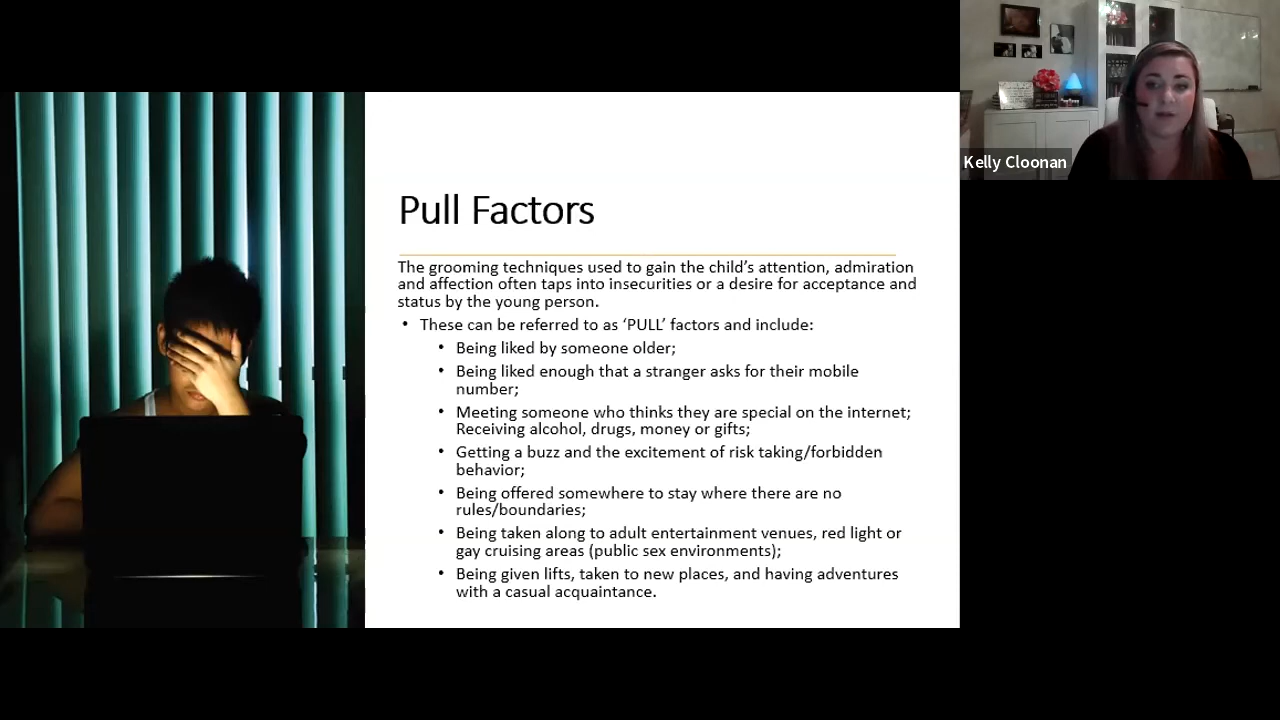 Pull Factors
The grooming techniques used to gain the child's attention, admiration
and affection often taps into insecurities or a desire for acceptance and
status by the young person.
• These can be referred to as ‘PULL’ factors and include:
• Being liked by someone older;
• Being liked enough that a stranger asks for their mobile
number;
• Meeting someone who thinks they are special on the internet;
Receiving alcohol, drugs, money or gifts;
• Getting a buzz and the excitement of risk taking/forbidden
behavior;
• Being offered somewhere to stay where there are no
rules/boundaries;
• Being taken along to adult entertainment venues, red light or
gay cruising areas (public sex environments);
• Being given lifts, taken to new places, and having adventures
with a casual acquaintance.
Kelly Cloonan